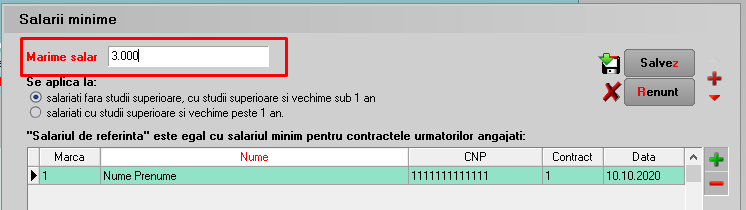 Salarii minime
Marime salar 3.000
Salvez
Se aplica la:
salariati fara studii superioare, cu studii superioare si vechime sub 1 an
Renunt
salariati cu studii superioare si vechime peste 1 an.
"Salariul de referinta" este egal cu salariul minim pentru contractele urmatorilor angajati:
Marca Nume CNP Contract Data
1 Nume Prenume 1111111111111 1 10.10.2020